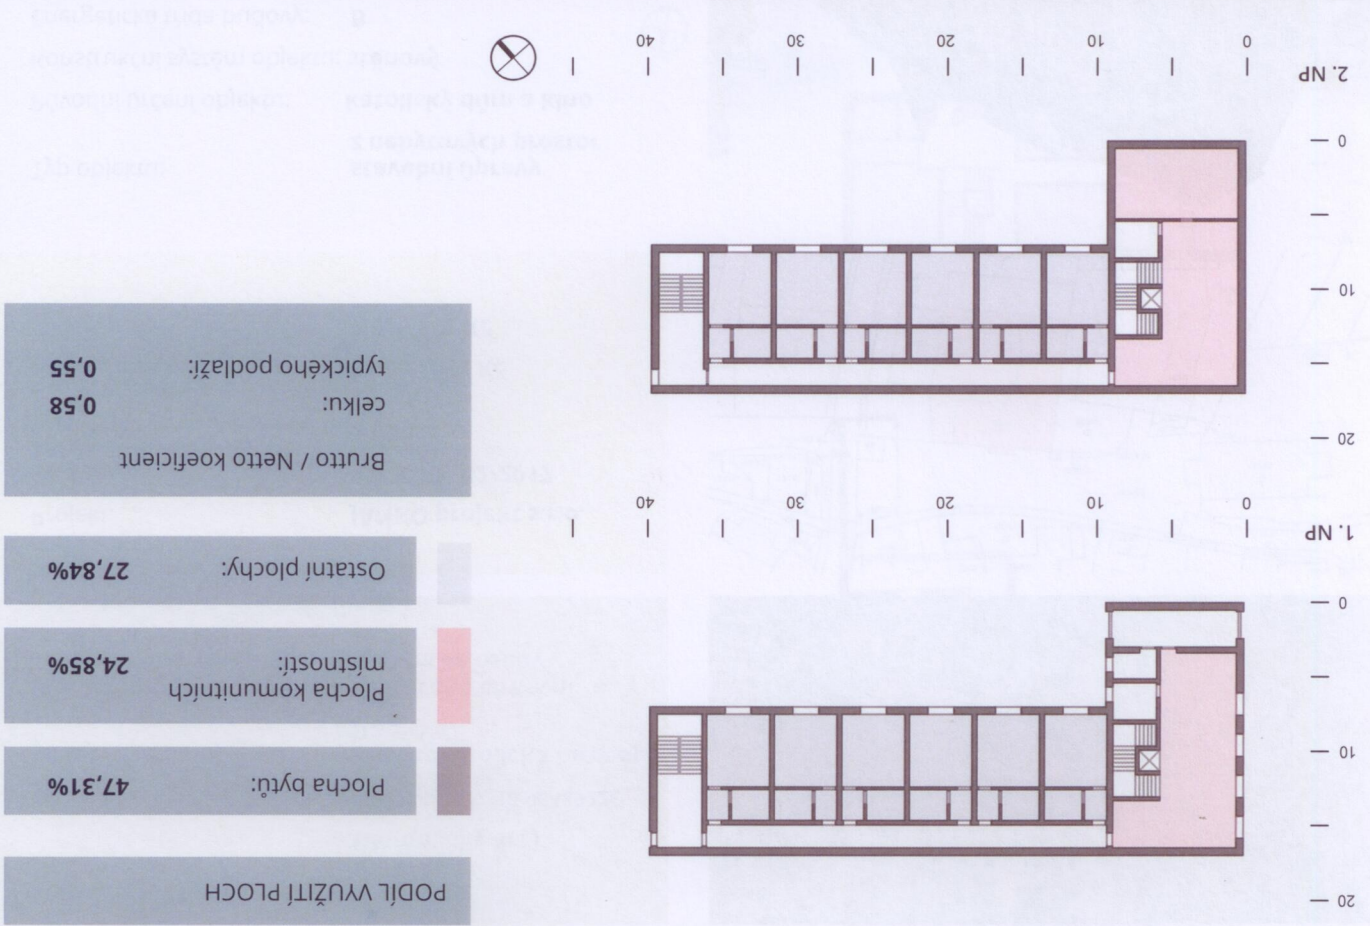 20
10
0
1. NP
0 10 20 30 40
20
10
0
2. NP
0 10 20 30 40
PODÍL VYUŽITÍ PLOCH
Plocha bytů: 47,31%
Plocha komunitních
místností: 24,85%
Ostatní plochy: 27,84%
Brutto / Netto koeficient
celku: 0,58
typického podlaží: 0,55